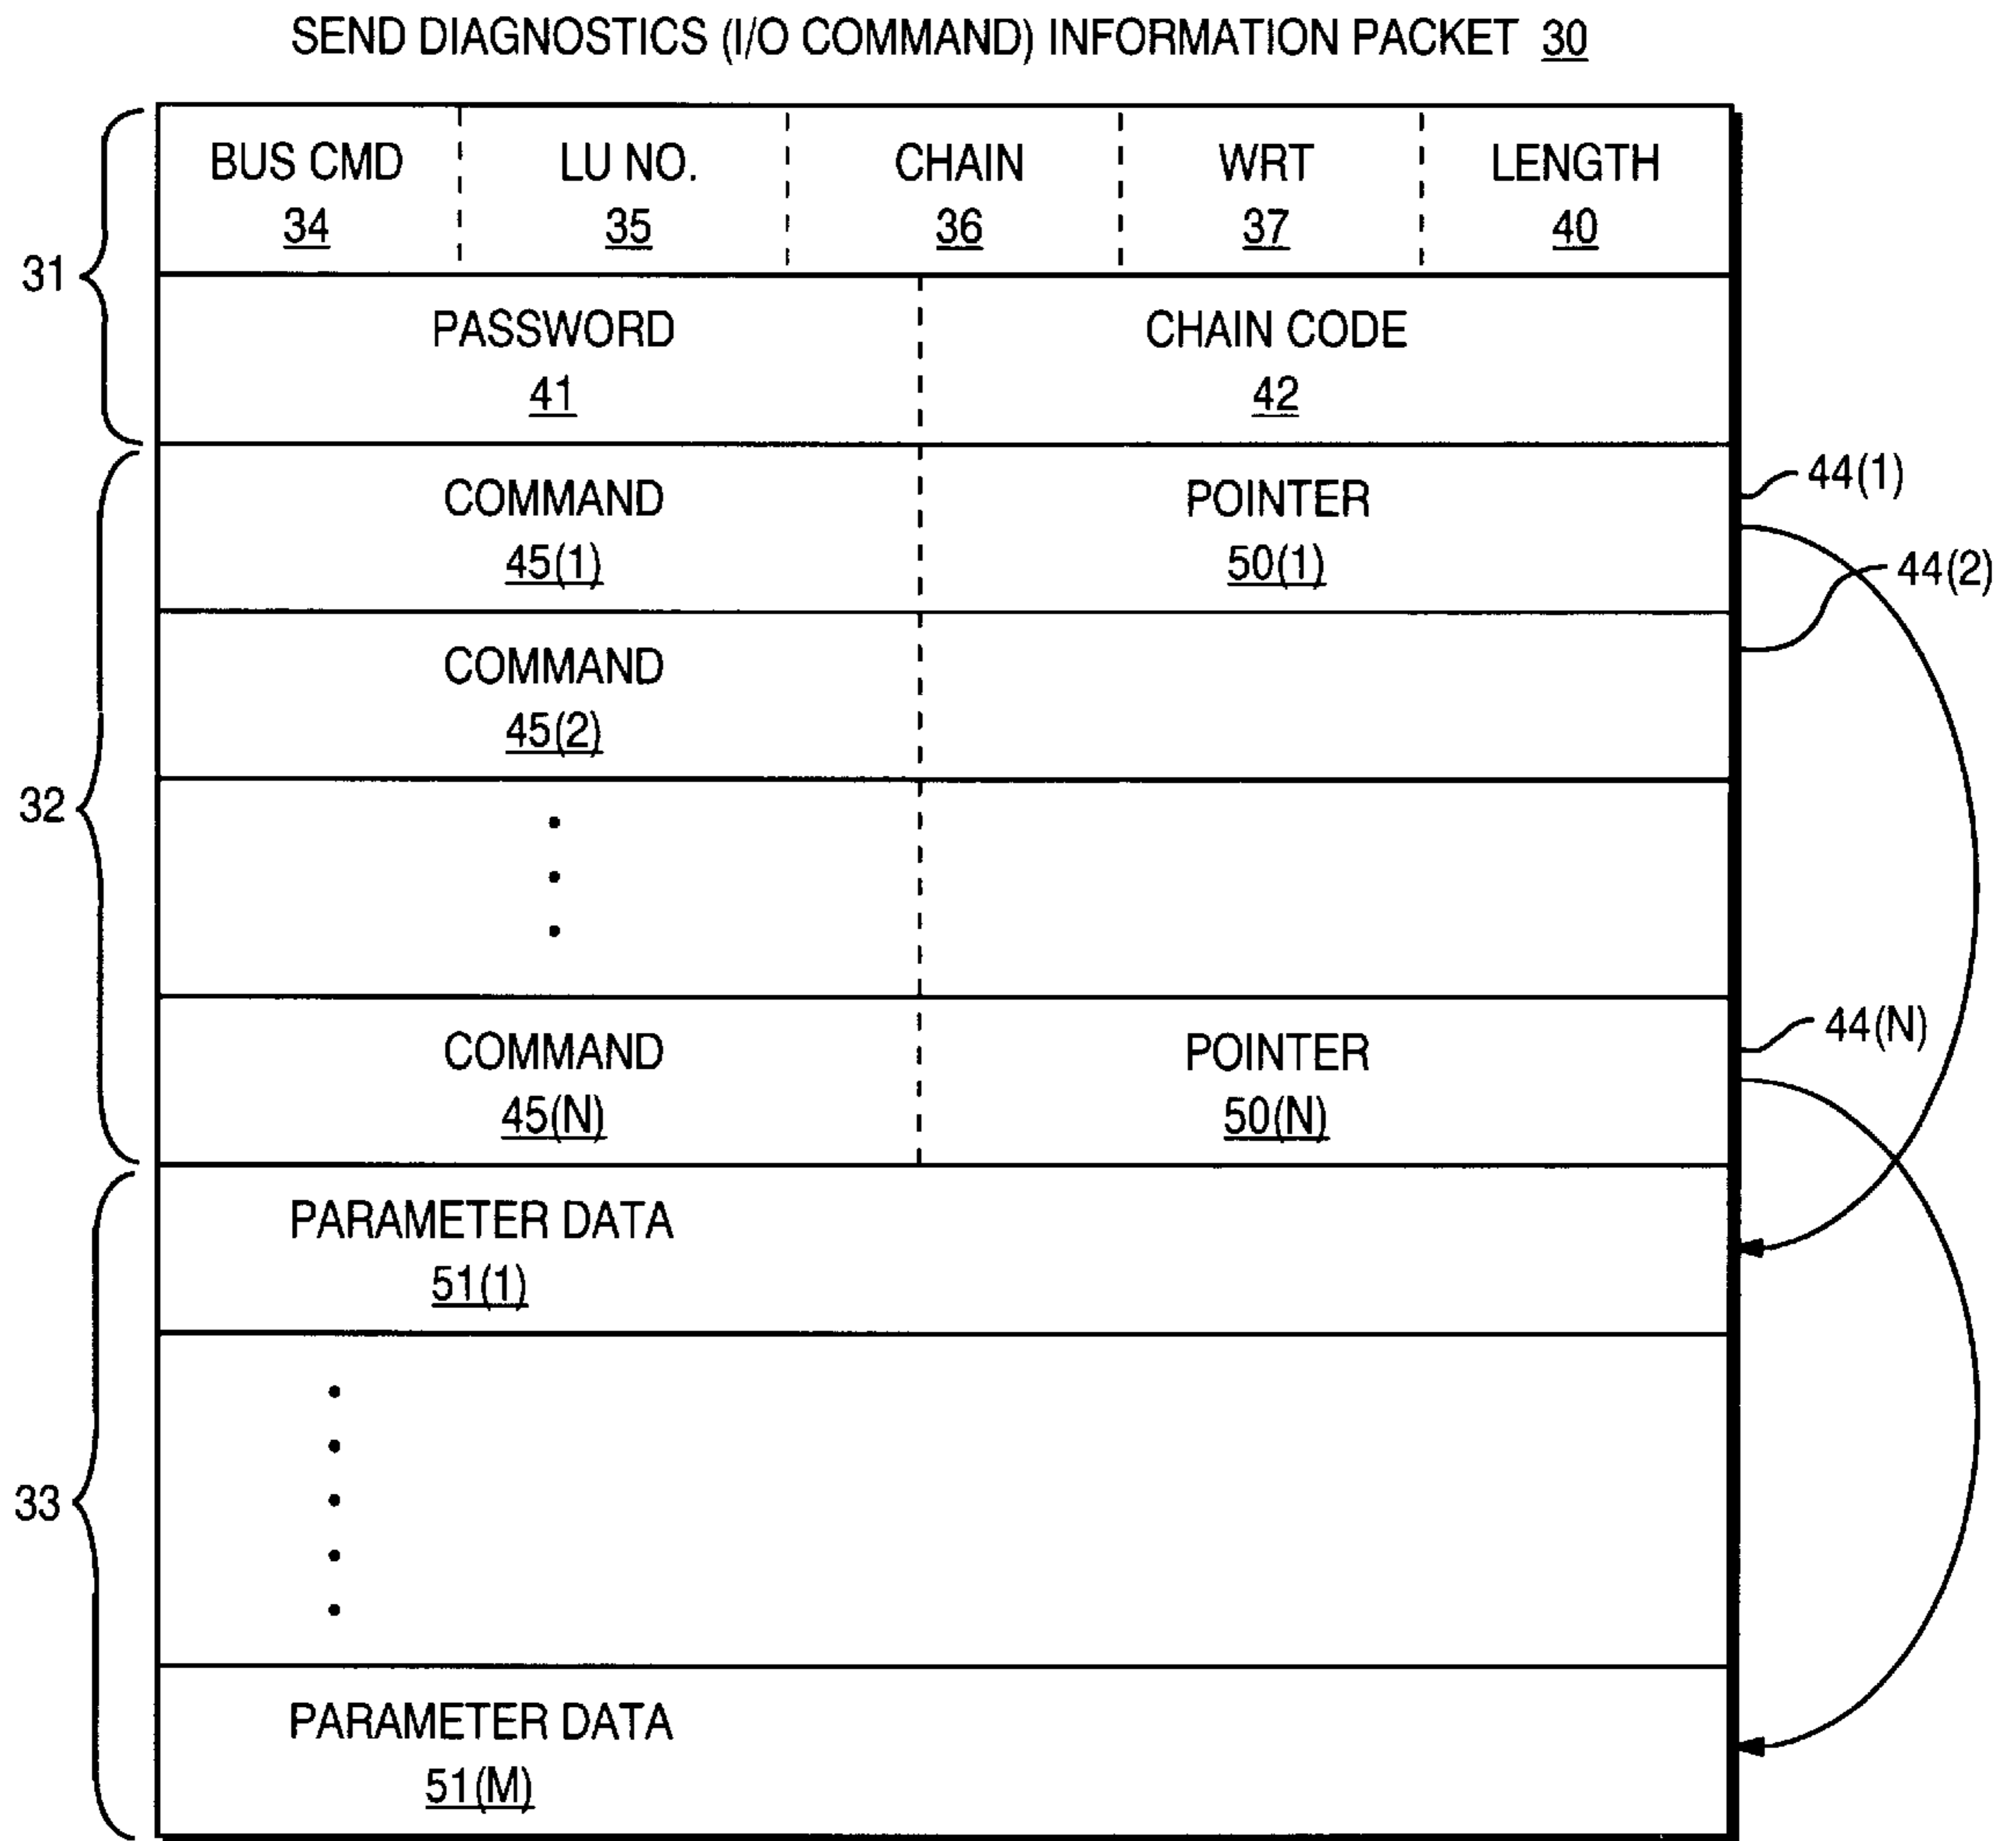 SEND DIAGNOSTICS (I/O COMMAND) INFORMATION PACKET 30
BUS CMD LU NO. CHAIN WRT LENGTH
34 35 36 37 40
31
PASSWORD CHAIN CODE
41 42
COMMAND POINTER 44(1)
45(1) 50(1) 44(2)
COMMAND
45(2)
32
COMMAND POINTER 44(N)
45(N) 50(N)
PARAMETER DATA
51(1)
33
PARAMETER DATA
51(M)